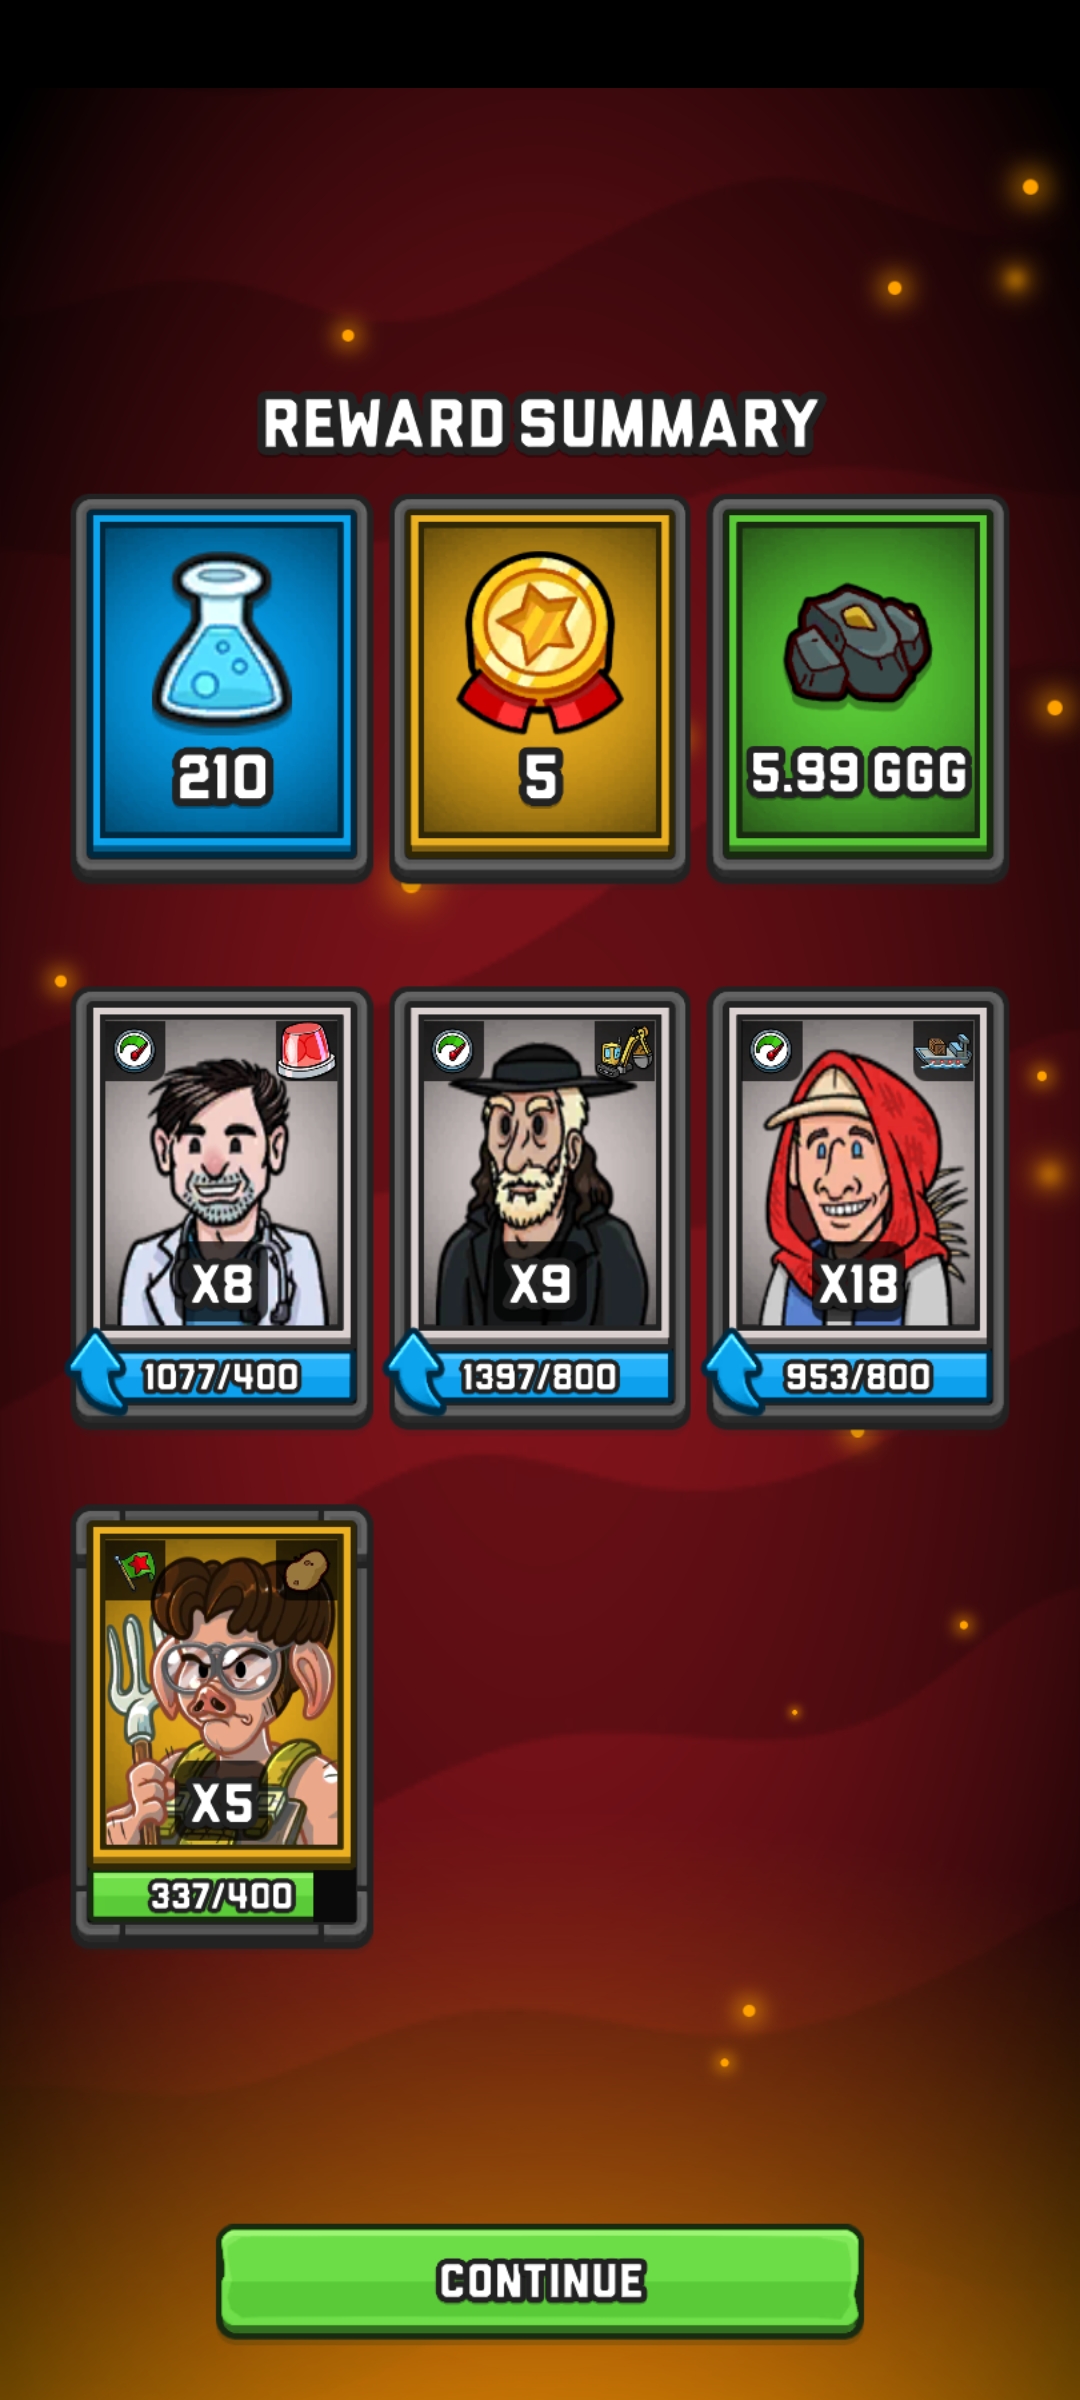 REWARD SUMMARY
210
5
5.99 GGG
X8
X9
X18
1077/400
1397/800
953/800
X5
337/400
CONTINUE